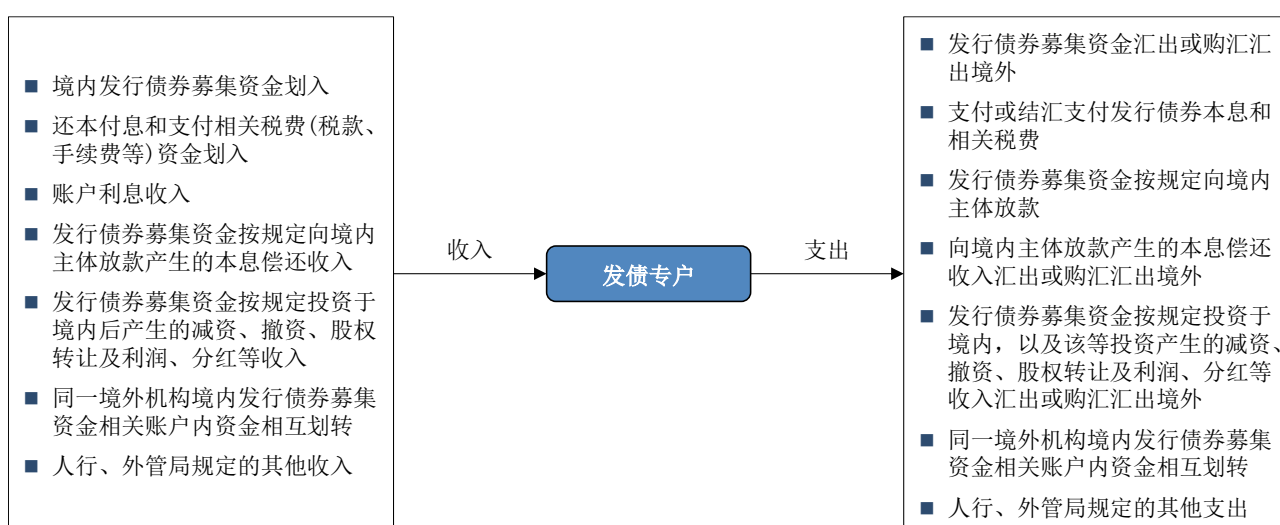 境内发行债券募集资金划入
还本付息和支付相关税费(税款、
手续费等)资金划入
账户利息收入
发行债券募集资金按规定向境内
主体放款产生的本息偿还收入
发行债券募集资金按规定投资于
境内后产生的减资、撤资、股权
转让及利润、分红等收入
同一境外机构境内发行债券募集
资金相关账户内资金相互划转
人行、外管局规定的其他收入
收入
发债专户
支出
发行债券募集资金汇出或购汇汇
出境外
支付或结汇支付发行债券本息和
相关税费
发行债券募集资金按规定向境内
主体放款
向境内主体放款产生的本息偿还
收入汇出或购汇汇出境外
发行债券募集资金按规定投资于
境内，以及该等投资产生的减资、
撤资、股权转让及利润、分红等
收入汇出或购汇汇出境外
同一境外机构境内发行债券募集
资金相关账户内资金相互划转
人行、外管局规定的其他支出